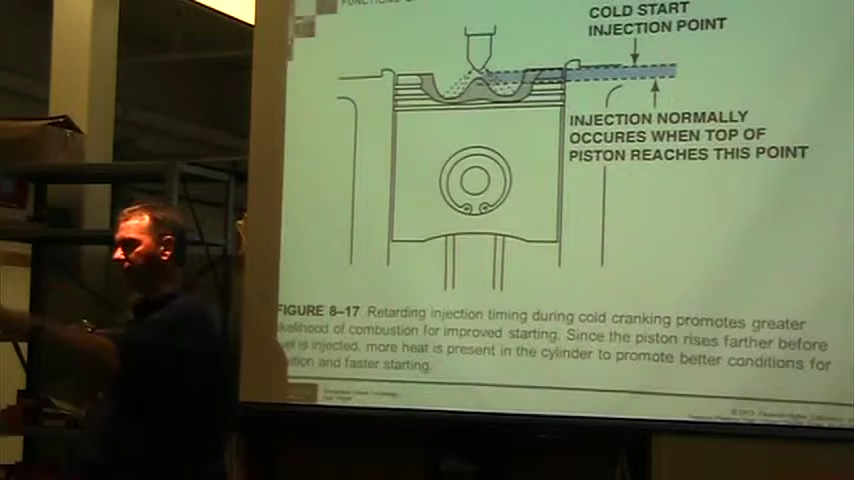 COLD START
INJECTION POINT
INJECTION NORMALLY
OCCURES WHEN TOP OF
PISTON REACHES THIS POINT
FIGURE 8–17 Retarding injection timing during cold cranking promotes greater
likelihood of combustion for improved starting. Since the piston rises farther before
is injected, more heat is present in the cylinder to promote better conditions for
and faster starting.